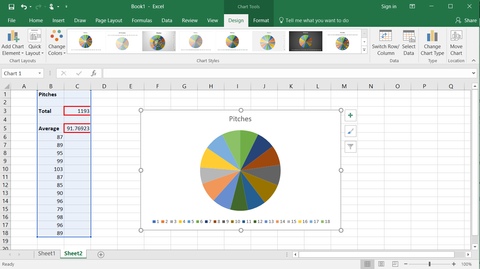 Book1 - Excel
Chart Tools
Sign in
File Home Insert Page Layout Formulas Data Review View Design Format Tell me what you want to do Share
Add Chart Element
Quick Layout
Change Colors
Switch Row/ Column
Select Data
Change Chart Type
Move Chart
Chart Layouts
Chart Styles
Data
Type
Location
Chart 1
fx
A B C D E F G H I J K L M N
1 Pitches
2
3 Total 1193
4
5 Average 91.76923
6 87
7 89
8 95
9 99
10 103
11 87
12 85
13 90
14 96
15 79
16 98
17 96
18 89
Pitches
1 2 3 4 5 6 7 8 9 10 11 12 13 14 15 16 17 18
Sheet1 Sheet2
Ready
100%